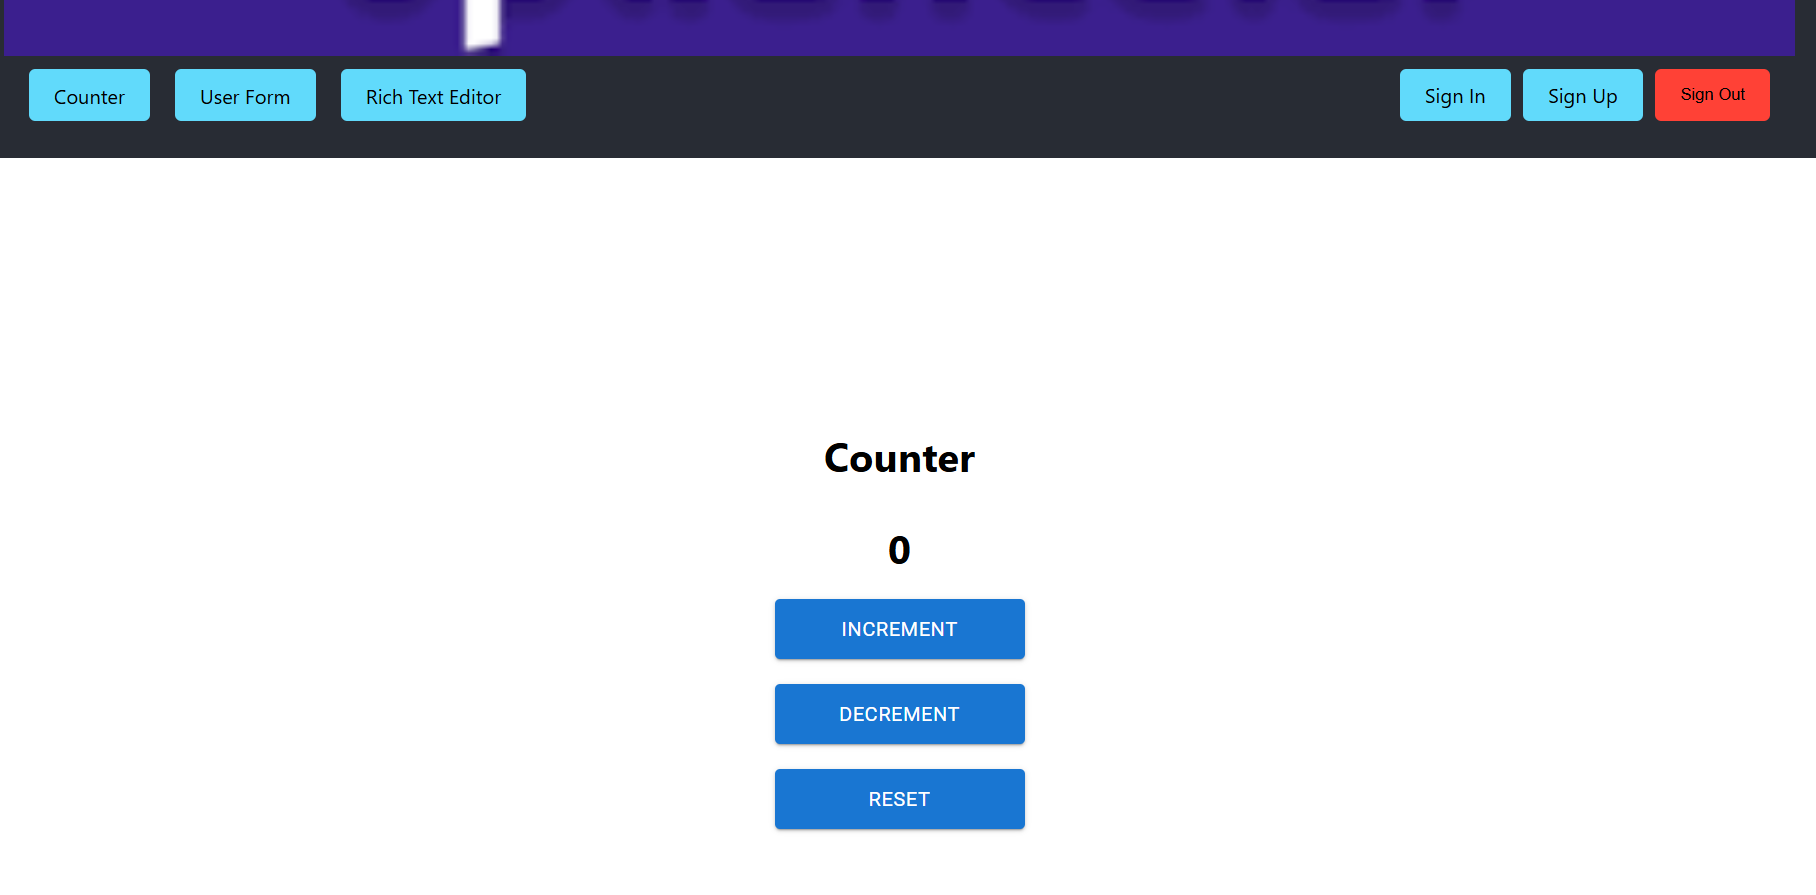 Counter User Form Rich Text Editor Sign In Sign Up Sign Out
Counter
0
INCREMENT
DECREMENT
RESET